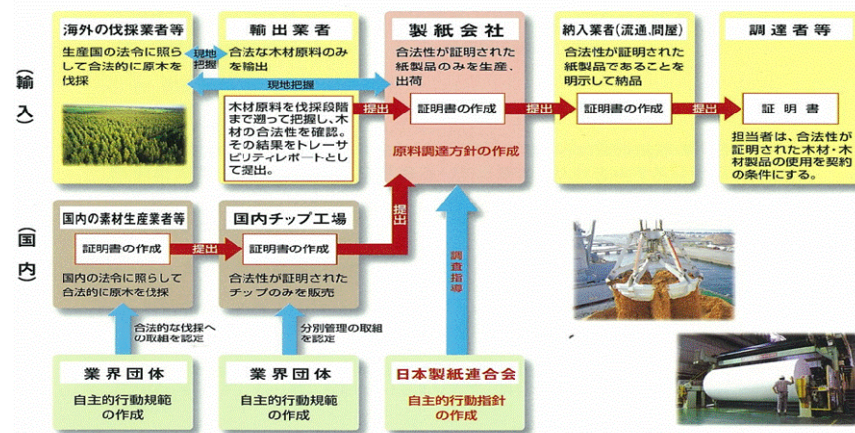 (輸入)
海外の伐採業者等
生産国の法令に照ら
して合法的に原木を
伐採
現地
把握
輸出業者
合法な木材原料のみ
を輸出
現地把握
木材原料を伐採段階
まで遡って把握し、木
材の合法性を確認。
その結果をトレーサ
ビリティレポートとし
て提出。
提出
製紙会社
合法性が証明された
紙製品のみを生産・
出荷
証明書の作成
原料調達方針の作成
提出
納入業者(流通、問屋)
合法性が証明された
紙製品であることを
明示して納品
証明書の作成
提出
調達者等
証明書
担当者は、合法性が
証明された木材・木
材製品の使用を契約
の条件にする。
(国内)
国内の素材生産業者等
証明書の作成
国内の法令に照らして
合法的に原木を伐採
提出
国内チップ工場
証明書の作成
合法性が証明された
チップのみを販売
提出
調査指導
合法的な伐採へ
の取組を認定
分別管理の取組
を認定
業界団体
自主的行動規範
の作成
業界団体
自主的行動規範
の作成
日本製紙連合会
自主的行動指針
の作成